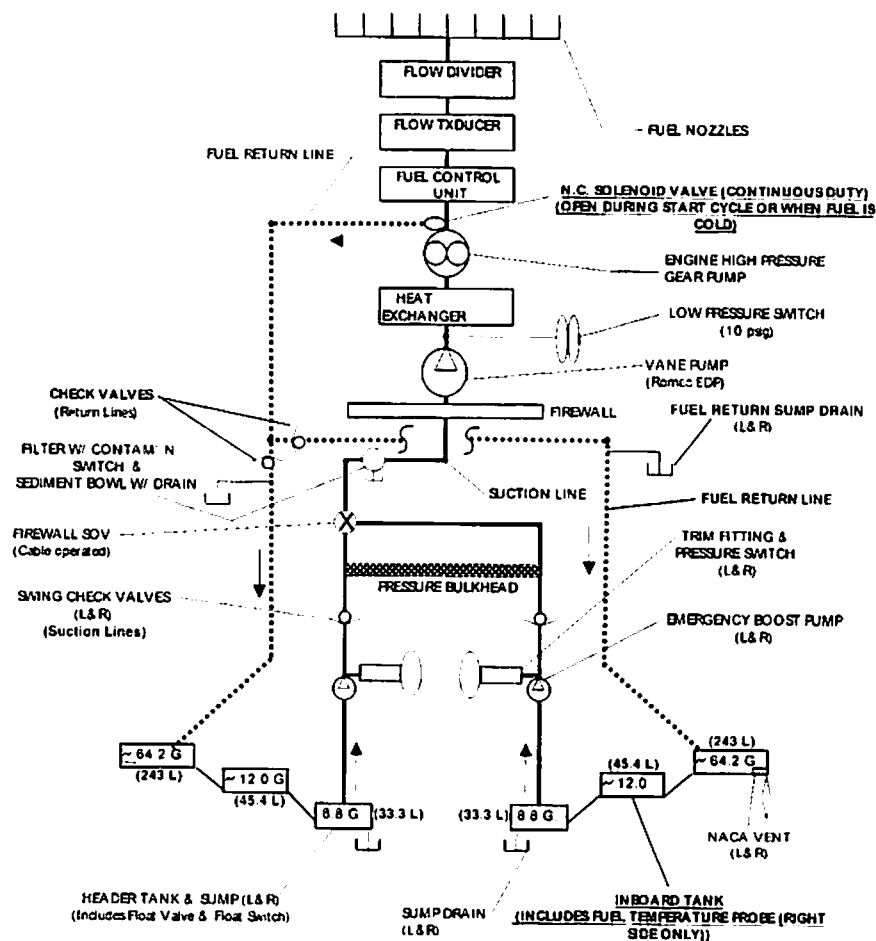 FLOW DIVIDER
FLOW TXDUCER
FUEL NOZZLES
FUEL RETURN LINE
FUEL CONTROL
UNIT
N.C. SOLENOID VALVE (CONTINUOUS DUTY)
(OPEN DURING START CYCLE OR WHEN FUEL IS
COLD)
ENGINE HIGH PRESSURE
GEAR PUMP
HEAT
EXCHANGER
LOW PRESSURE SWITCH
(10 psg)
VANE PUMP
(Romec EDP)
CHECK VALVES
(Return Lines)
FIREWALL
FUEL RETURN SUMP DRAIN
(L&R)
FILTER W/ CONTAM N
SWITCH &
SEDIMENT BOWL W/ DRAIN
SUCTION LINE
FUEL RETURN LINE
FIREWALL SOV
(Cable operated)
TRIM FITTING &
PRESSURE SWITCH
(L&R)
PRESSURE BULKHEAD
SWING CHECK VALVES
(L&R)
(Suction Lines)
EMERGENCY BOOST PUMP
(L&R)
~ 64.2 G
(243 L)
~ 12 0 G
(45.4 L)
8.8 G
(33.3 L)
(33.3 L)
8 8 G
(45.4 L)
~ 12.0
(243 L)
~ 64.2 G
NACA VENT
(L&R)
HEADER TANK & SUMP (L&R)
(Includes Float Valve & Float Switch)
SUMP DRAIN
(L&R)
INBOARD TANK
(INCLUDES FUEL TEMPERATURE PROBE (RIGHT
SIDE ONLY))